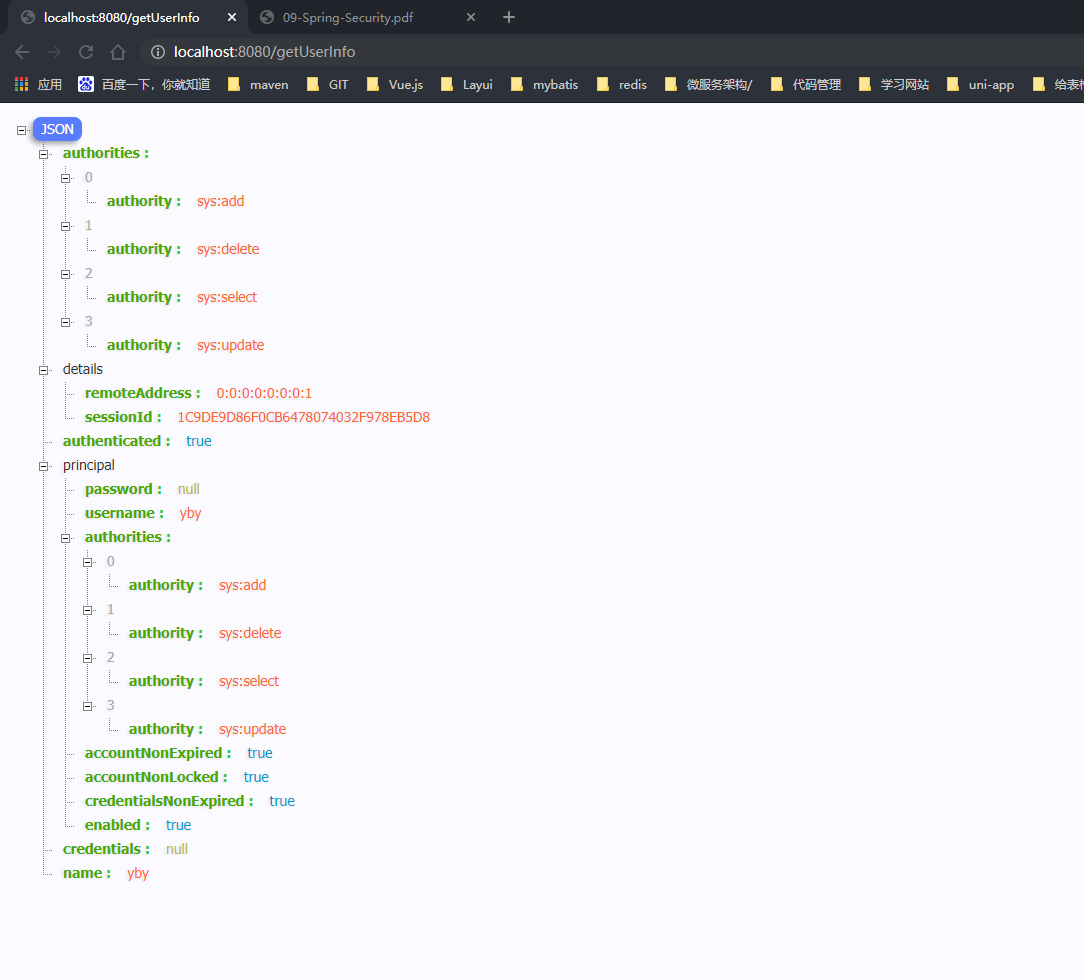 localhost:8080/getUserInfo
09-Spring-Security.pdf
localhost:8080/getUserInfo
应用 百度一下，你就知道 maven GIT Vue.js Layui mybatis redis 微服务架构/ 代码管理 学习网站 uni-app
JSON
authorities :
0
authority : sys:add
1
authority : sys:delete
2
authority : sys:select
3
authority : sys:update
details
remoteAddress : 0:0:0:0:0:0:0:1
sessionId : 1C9DE9D86F0CB6478074032F978EB5D8
authenticated : true
principal
password : null
username : yby
authorities :
0
authority : sys:add
1
authority : sys:delete
2
authority : sys:select
3
authority : sys:update
accountNonExpired : true
accountNonLocked : true
credentialsNonExpired : true
enabled : true
credentials : null
name : yby